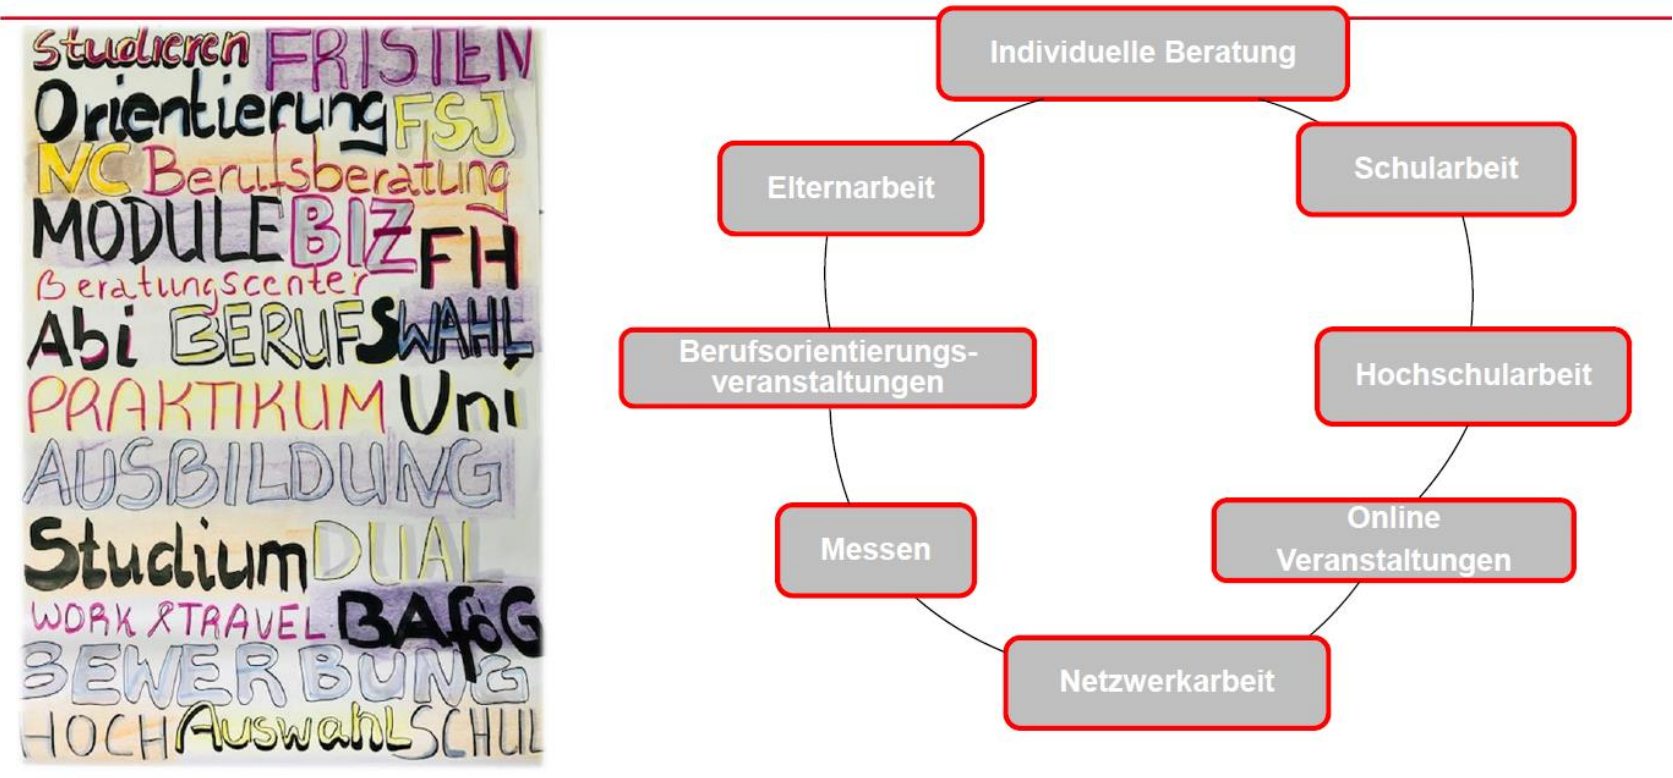 Studieren FRISTEN
Orientierung FSJ
NC Berufsberatung
MODULE BIZ FH
Beratungscenter
Abi BERUFSWAHL
PRAKTIKUM Uni
AUSBILDUNG
Studium DUAL
WORK & TRAVEL BAföG
BEWERBUNG
HOCH Auswahl SCHUL
Individuelle Beratung
Schularbeit
Hochschularbeit
Online
Veranstaltungen
Netzwerkarbeit
Messen
Berufsorientierungs-
veranstaltungen
Elternarbeit